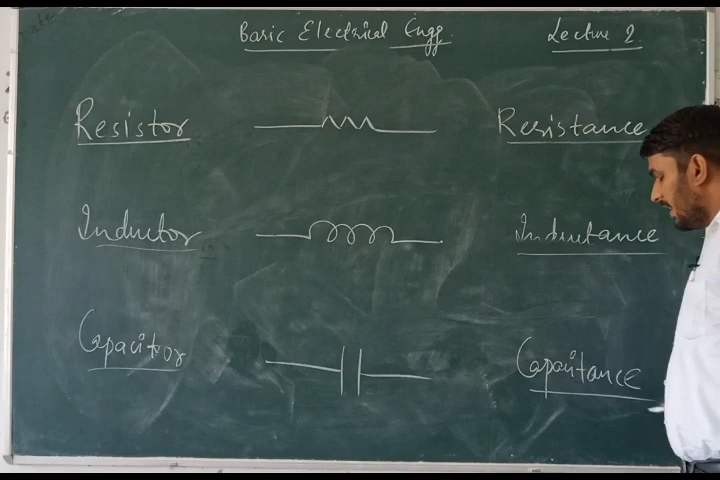 Basic Electrical Engg. Lecture 2.
Resistor Resistance
Inductor Inductance
Capacitor Capacitance